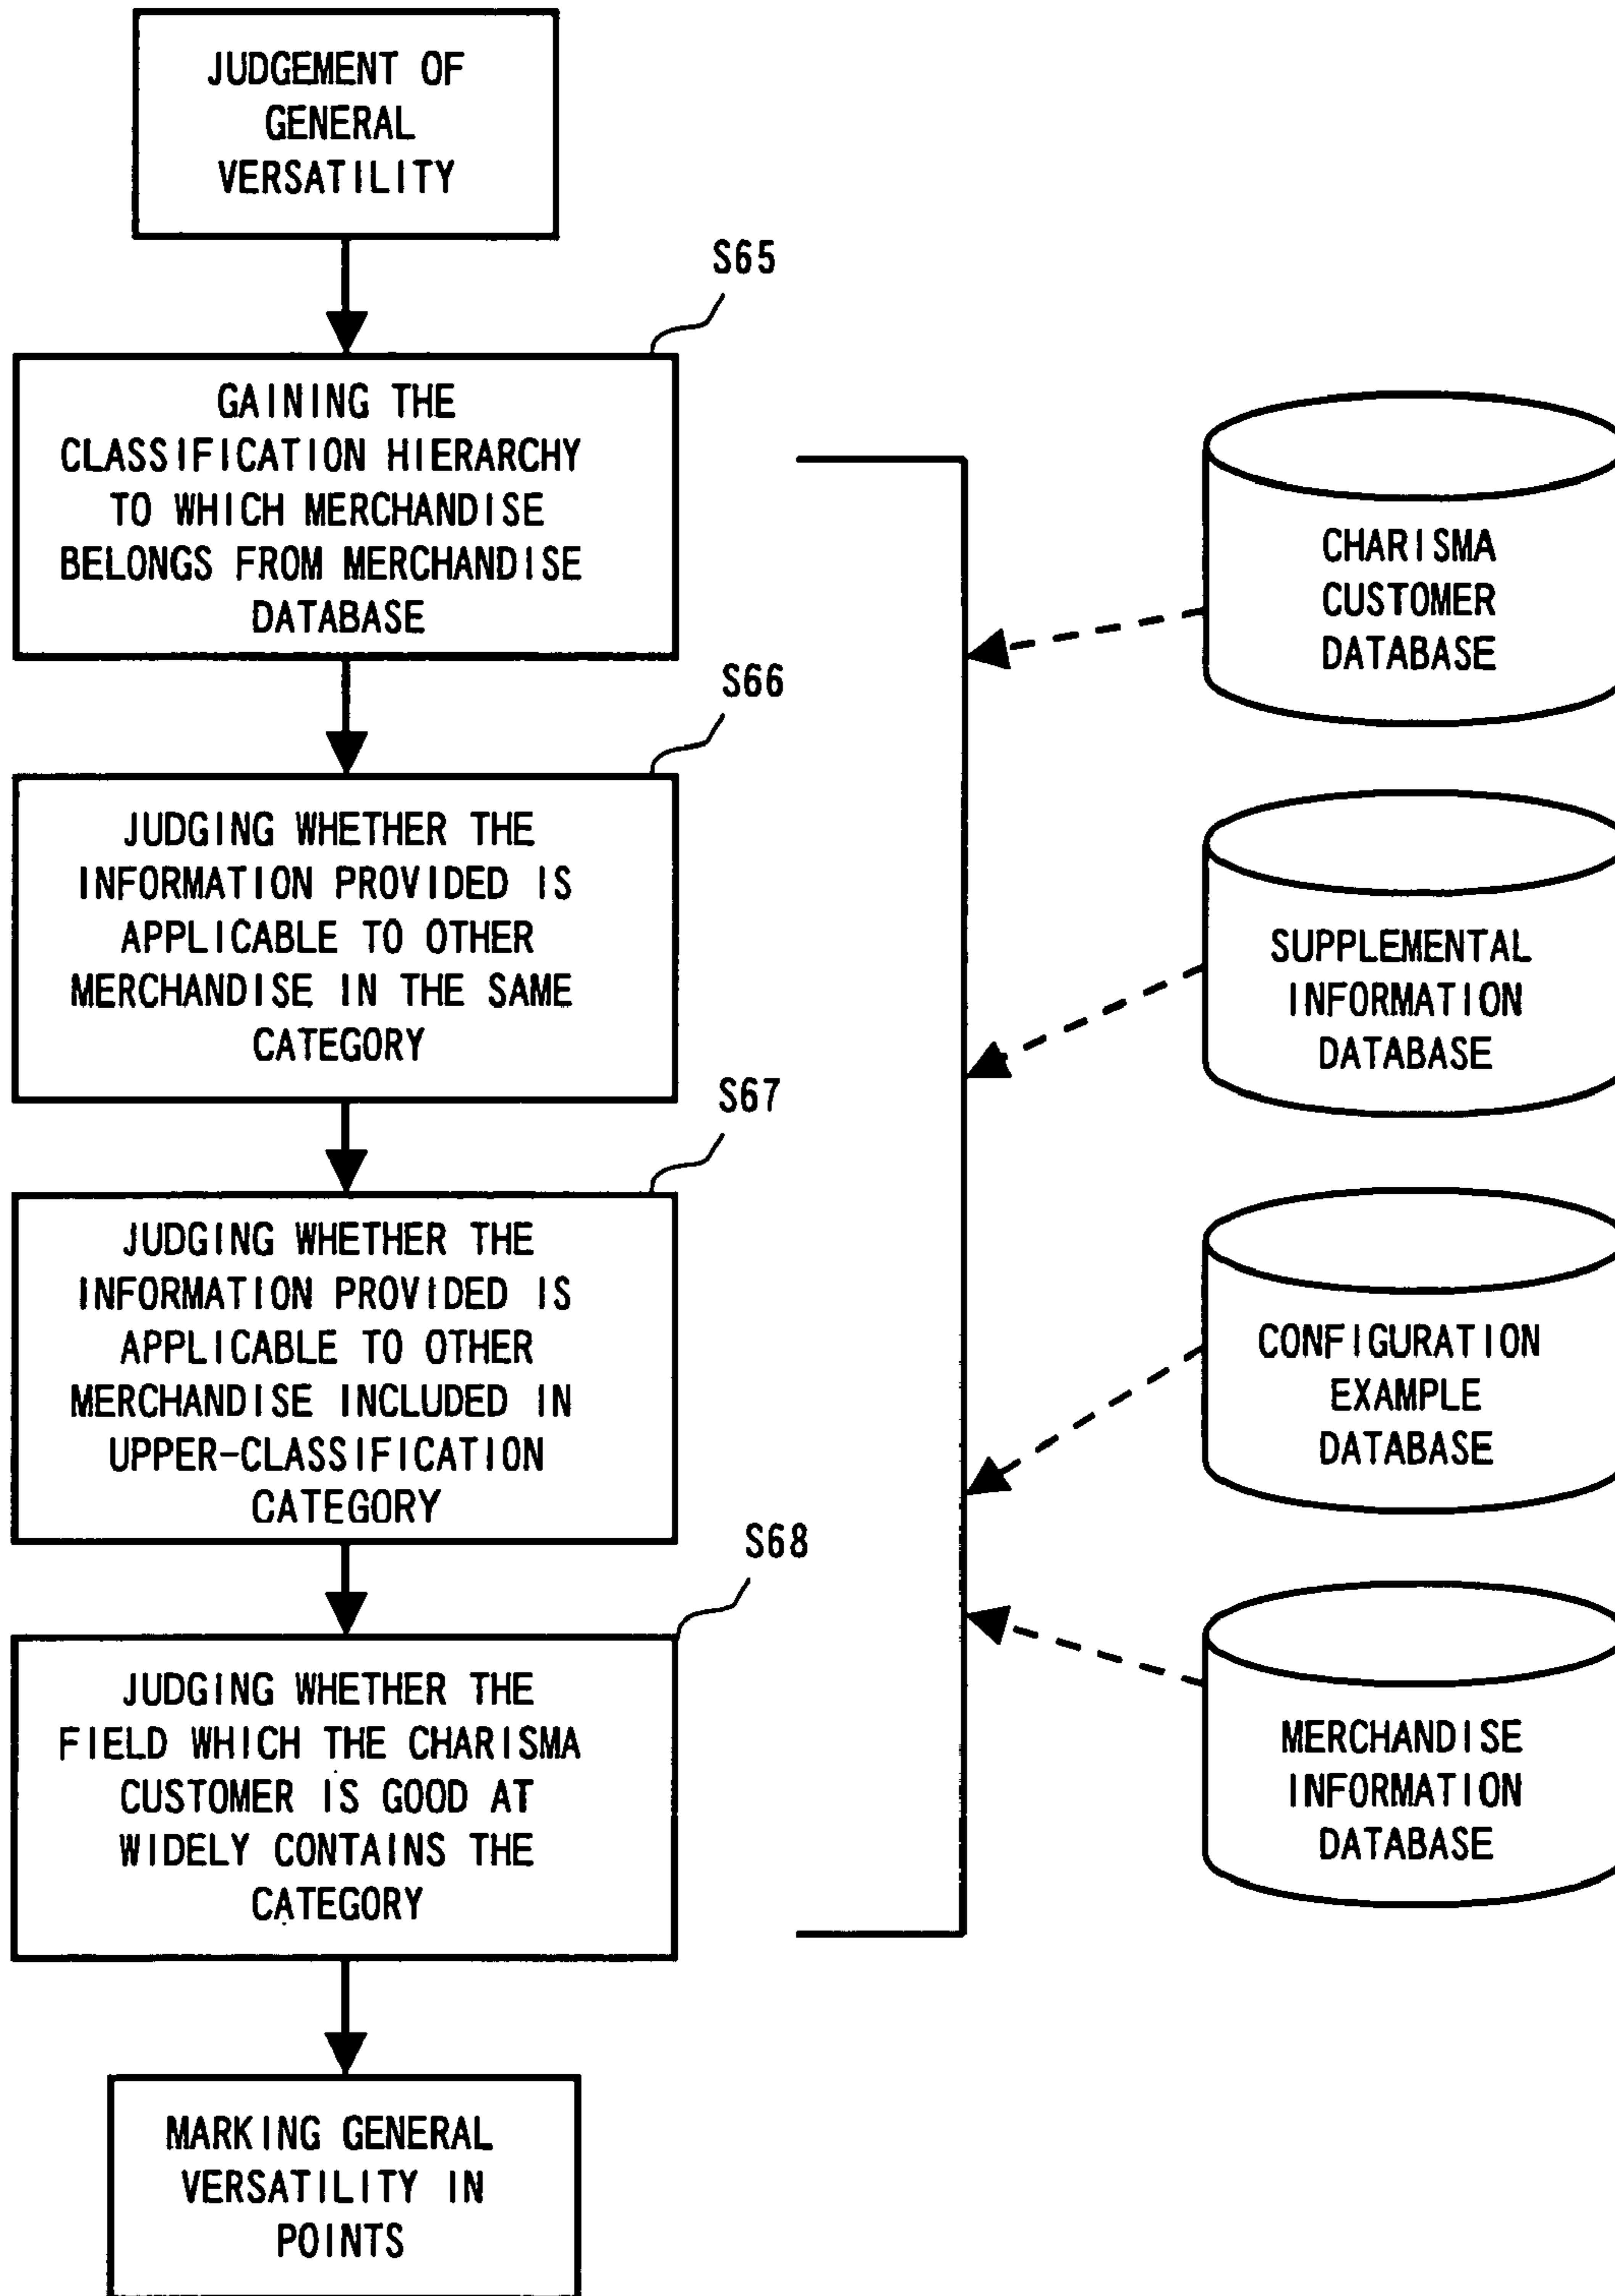 JUDGEMENT OF
GENERAL
VERSATILITY
S65
GAINING THE
CLASSIFICATION HIERARCHY
TO WHICH MERCHANDISE
BELONGS FROM MERCHANDISE
DATABASE
S66
JUDGING WHETHER THE
INFORMATION PROVIDED IS
APPLICABLE TO OTHER
MERCHANDISE IN THE SAME
CATEGORY
S67
JUDGING WHETHER THE
INFORMATION PROVIDED IS
APPLICABLE TO OTHER
MERCHANDISE INCLUDED IN
UPPER-CLASSIFICATION
CATEGORY
S68
JUDGING WHETHER THE
FIELD WHICH THE CHARISMA
CUSTOMER IS GOOD AT
WIDELY CONTAINS THE
CATEGORY
MARKING GENERAL
VERSATILITY IN
POINTS
CHARISMA
CUSTOMER
DATABASE
SUPPLEMENTAL
INFORMATION
DATABASE
CONFIGURATION
EXAMPLE
DATABASE
MERCHANDISE
INFORMATION
DATABASE